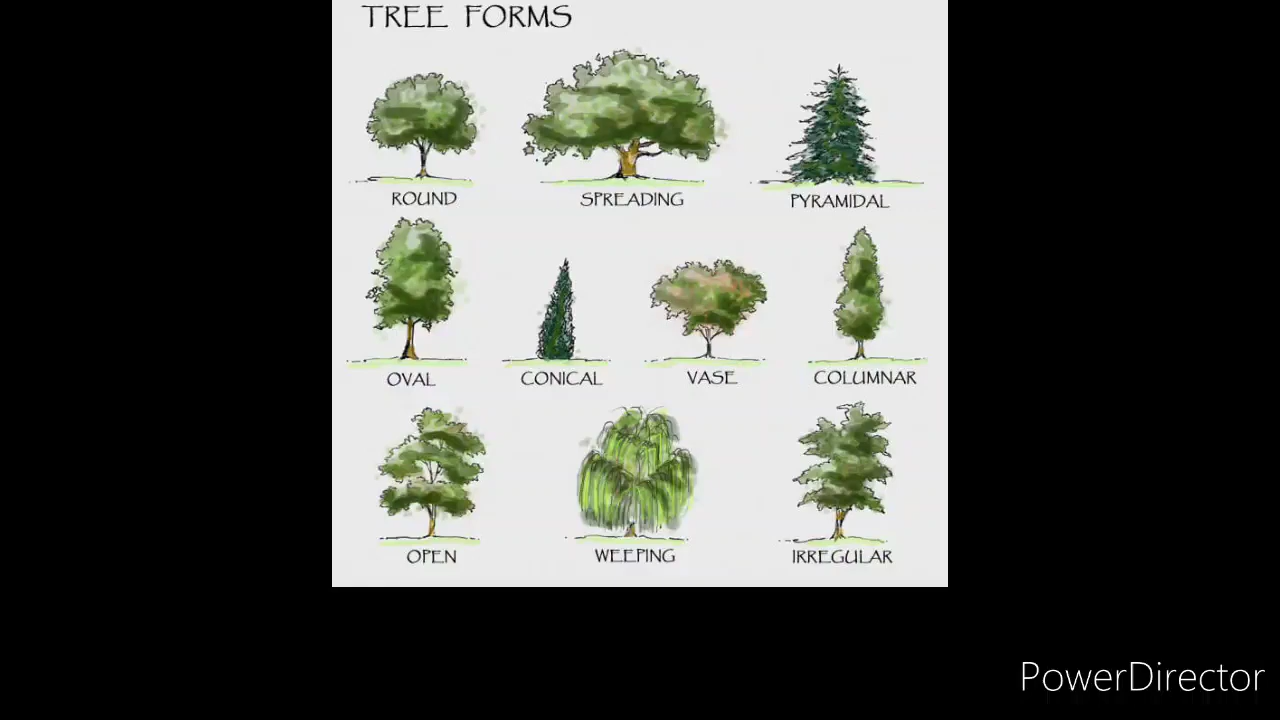 TREE FORMS
ROUND
SPREADING
PYRAMIDAL
OVAL
CONICAL
VASE
COLUMNAR
OPEN
WEEPING
IRREGULAR
PowerDirector